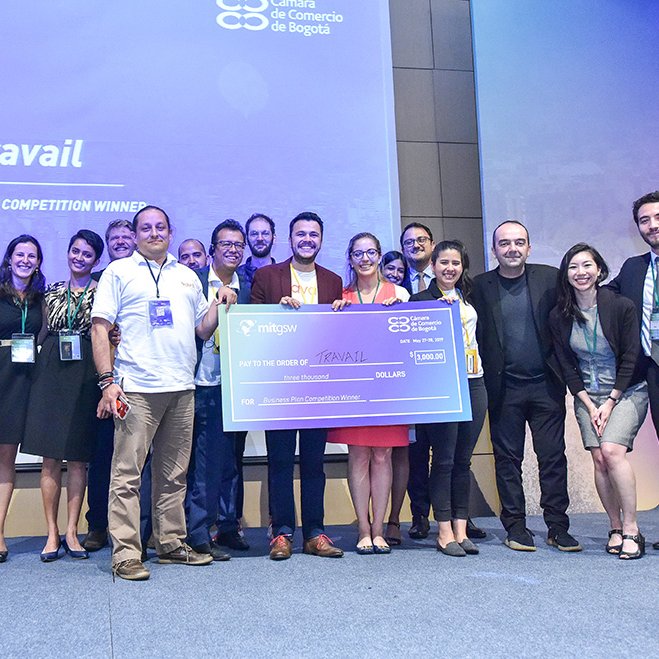 Cámara
de Comercio
de Bogotá
avail
COMPETITION WINNER
mitgsw
Cámara
de Comercio
de Bogotá
DATE: May 27-29, 2019
PAY TO THE ORDER OF TRAVAIL $ 3,000.00
three thousand DOLLARS
FOR Business Plan Competition Winner